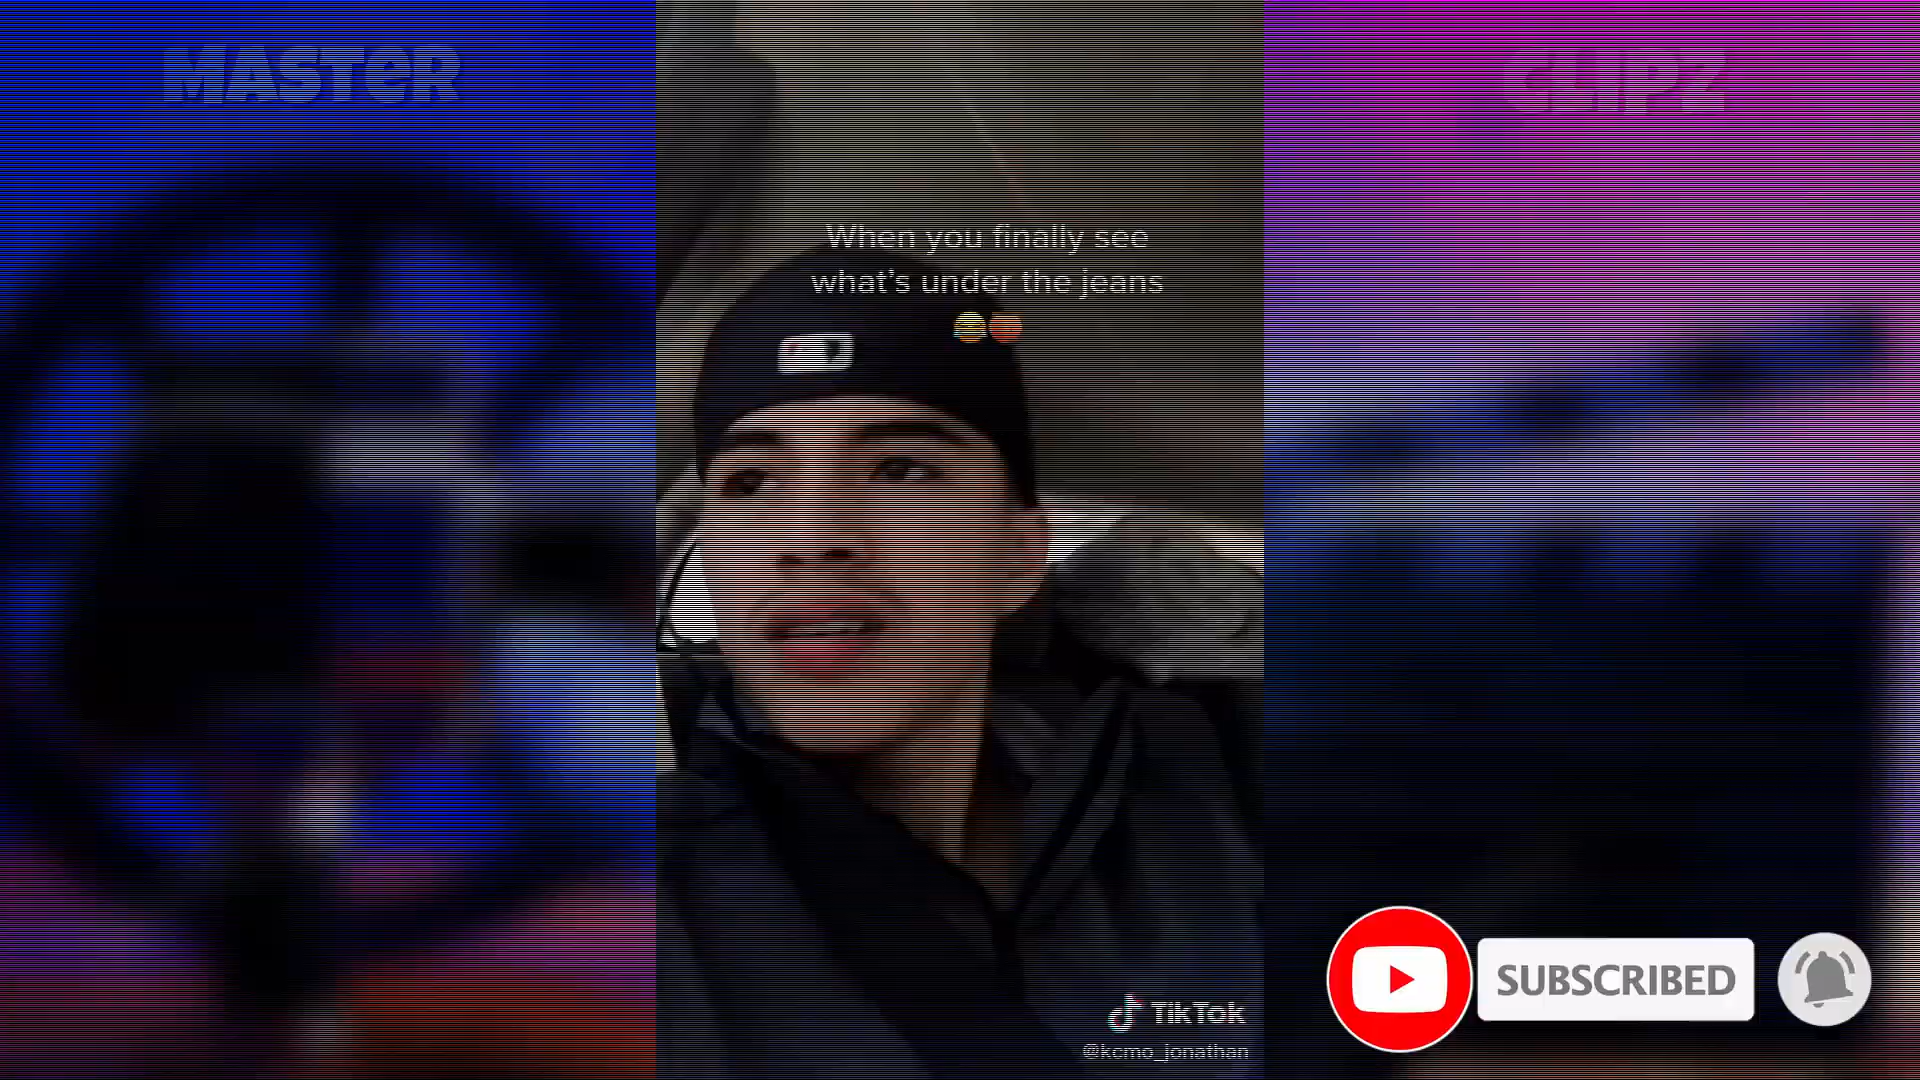 MASTER
CLIPZ
When you finally see
what's under the jeans
😂🍑
TikTok
@kcmo_jonathan
SUBSCRIBED